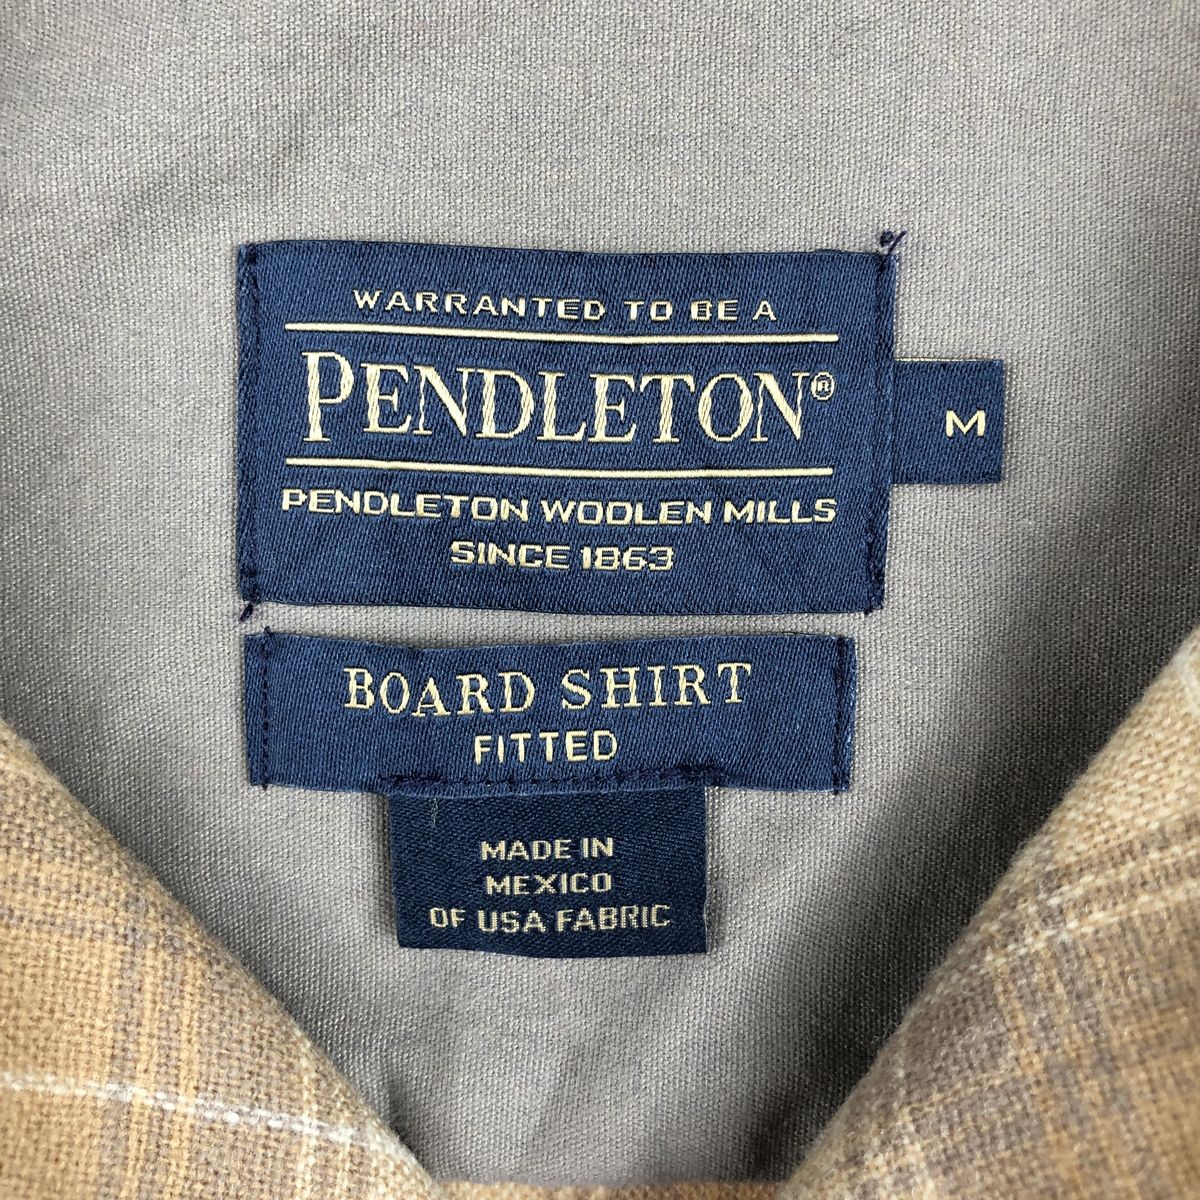 WARRANTED TO BE A
PENDLETON®
M
PENDLETON WOOLEN MILLS
SINCE 1863
BOARD SHIRT
FITTED
MADE IN
MEXICO
OF USA FABRIC